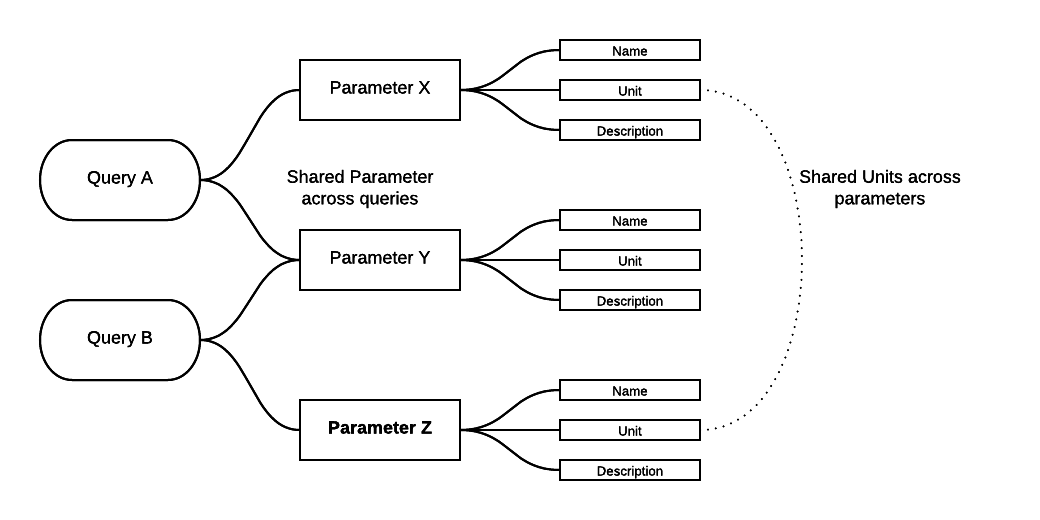 Name
Parameter X
Unit
Description
Query A
Shared Parameter
across queries
Shared Units across
parameters
Name
Parameter Y
Unit
Description
Query B
Name
Parameter Z
Unit
Description